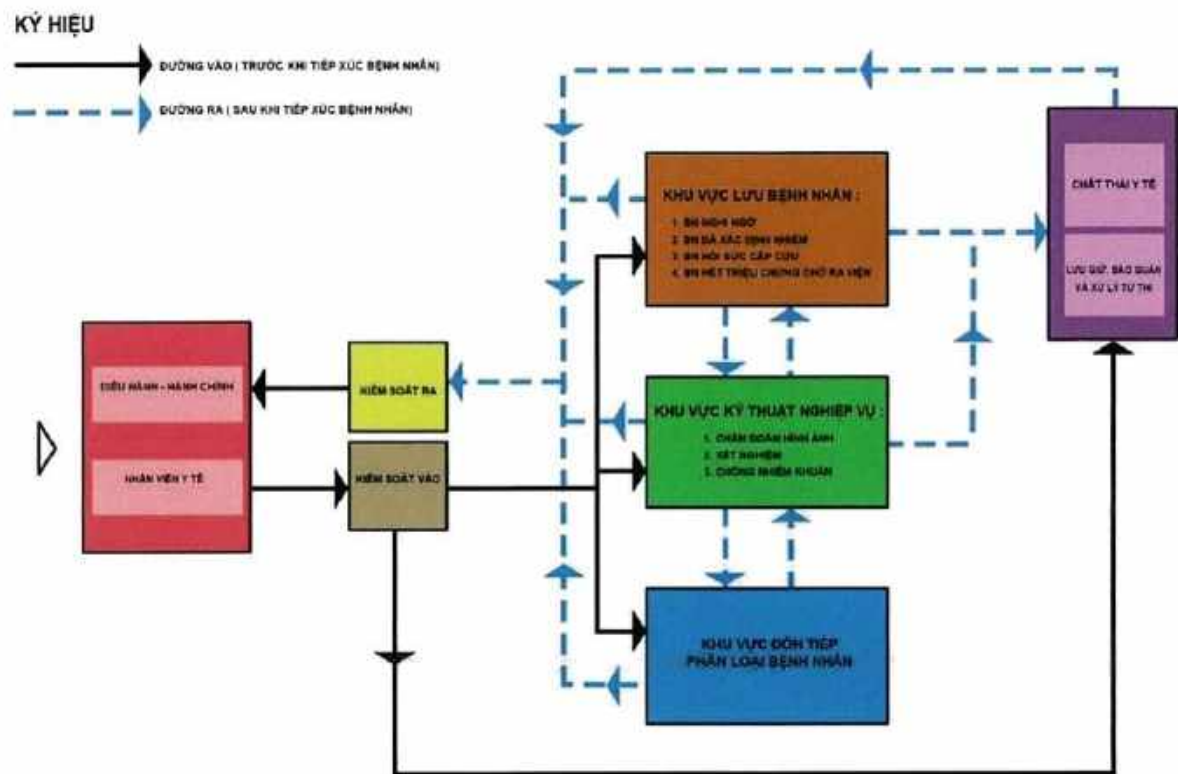 KÝ HIỆU
ĐƯỜNG VÀO ( TRƯỚC KHI TIẾP XÚC BỆNH NHÂN)
ĐƯỜNG RA ( SAU KHI TIẾP XÚC BỆNH NHÂN)
KHU VỰC LƯU BỆNH NHÂN :
1. BN NGHI NGỜ
2. BN ĐÃ XÁC ĐỊNH NHIỄM
3. BN HỒI SỨC CẤP CỨU
4. BN HẾT TRIỆU CHỨNG CHỜ RA VIỆN
CHẤT THẢI Y TẾ
LƯU GIỮ, BẢO QUẢN
VÀ XỬ LÝ TỬ THI
ĐIỀU HÀNH - HÀNH CHÍNH
NHÂN VIÊN Y TẾ
KIỂM SOÁT RA
KIỂM SOÁT VÀO
KHU VỰC KỸ THUẬT NGHIỆP VỤ :
1. CHẨN ĐOÁN HÌNH ẢNH
2. XÉT NGHIỆM
3. CHỐNG NHIỄM KHUẨN
KHU VỰC ĐÓN TIẾP
PHÂN LOẠI BỆNH NHÂN